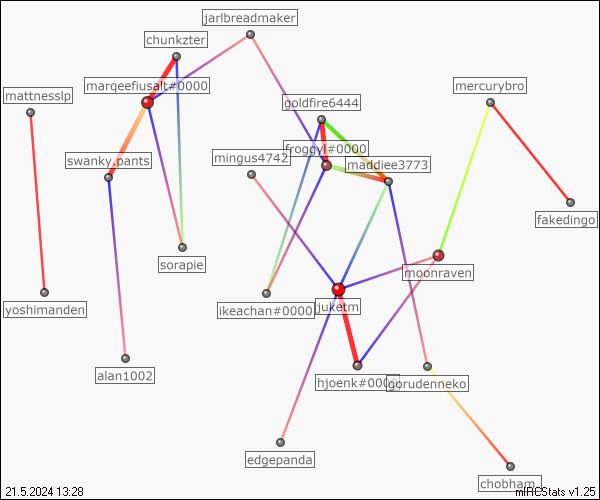 jarlbreadmaker
chunkzter
marqeefiusalt#0000
mercurybro
mattnesslp
goldfire6444
froggyl#0000
mingus4742
maddiee3773
swanky.pants
fakedingo
sorapie
moonraven
yoshimanden
ikeachan#0000
juketm
alan1002
hjoenk#000
gorudenneko
edgepanda
chobham_
21.5.2024 13:28
mIRCStats v1.25